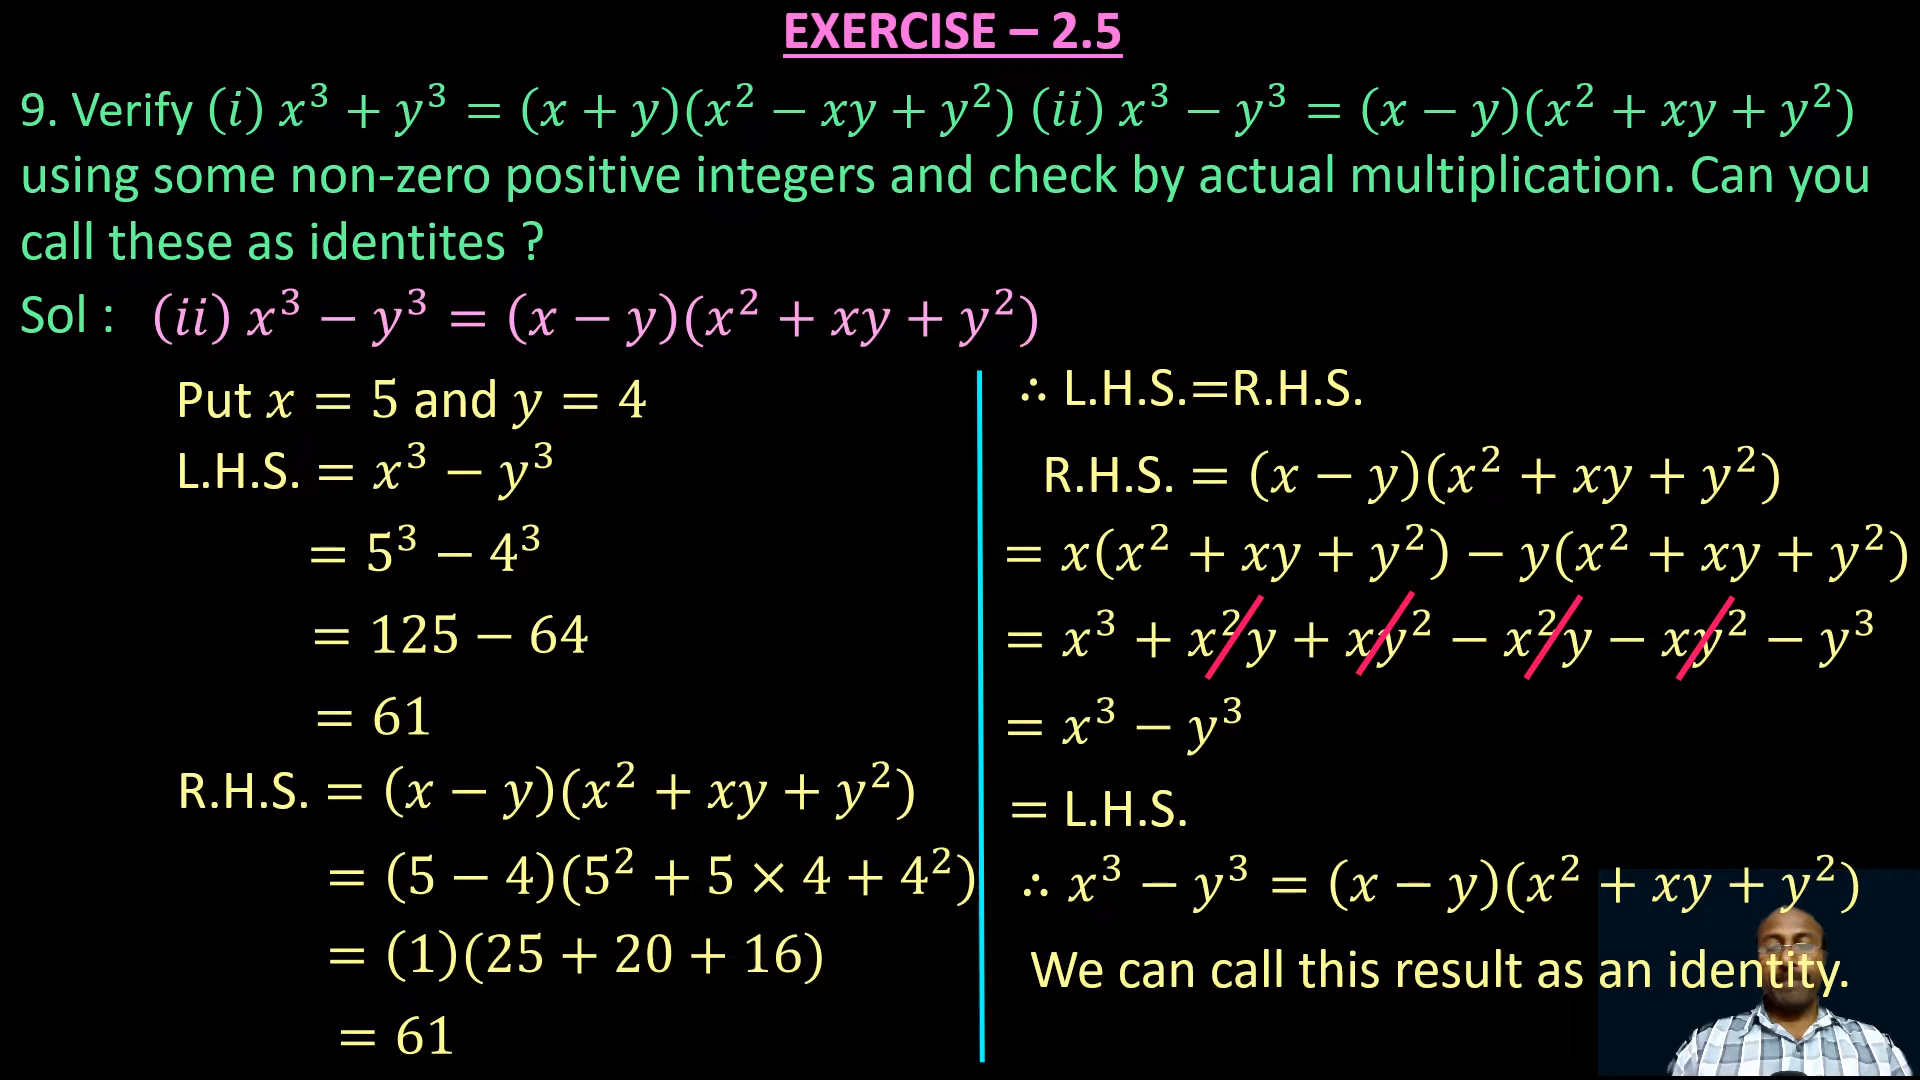 EXERCISE – 2.5
9. Verify (i) x³ + y³ = (x + y)(x² − xy + y²) (ii) x³ − y³ = (x − y)(x² + xy + y²)
using some non-zero positive integers and check by actual multiplication. Can you
call these as identites ?
Sol : (ii) x³ − y³ = (x − y)(x² + xy + y²)
Put x = 5 and y = 4
L.H.S. = x³ − y³
= 5³ − 4³
= 125 − 64
= 61
R.H.S. = (x − y)(x² + xy + y²)
= (5 − 4)(5² + 5 × 4 + 4²)
= (1)(25 + 20 + 16)
= 61
∴ L.H.S.=R.H.S.
R.H.S. = (x − y)(x² + xy + y²)
= x(x² + xy + y²) − y(x² + xy + y²)
= x³ + x²y + xy² − x²y − xy² − y³
= x³ − y³
= L.H.S.
∴ x³ − y³ = (x − y)(x² + xy + y²)
We can call this result as an identity.